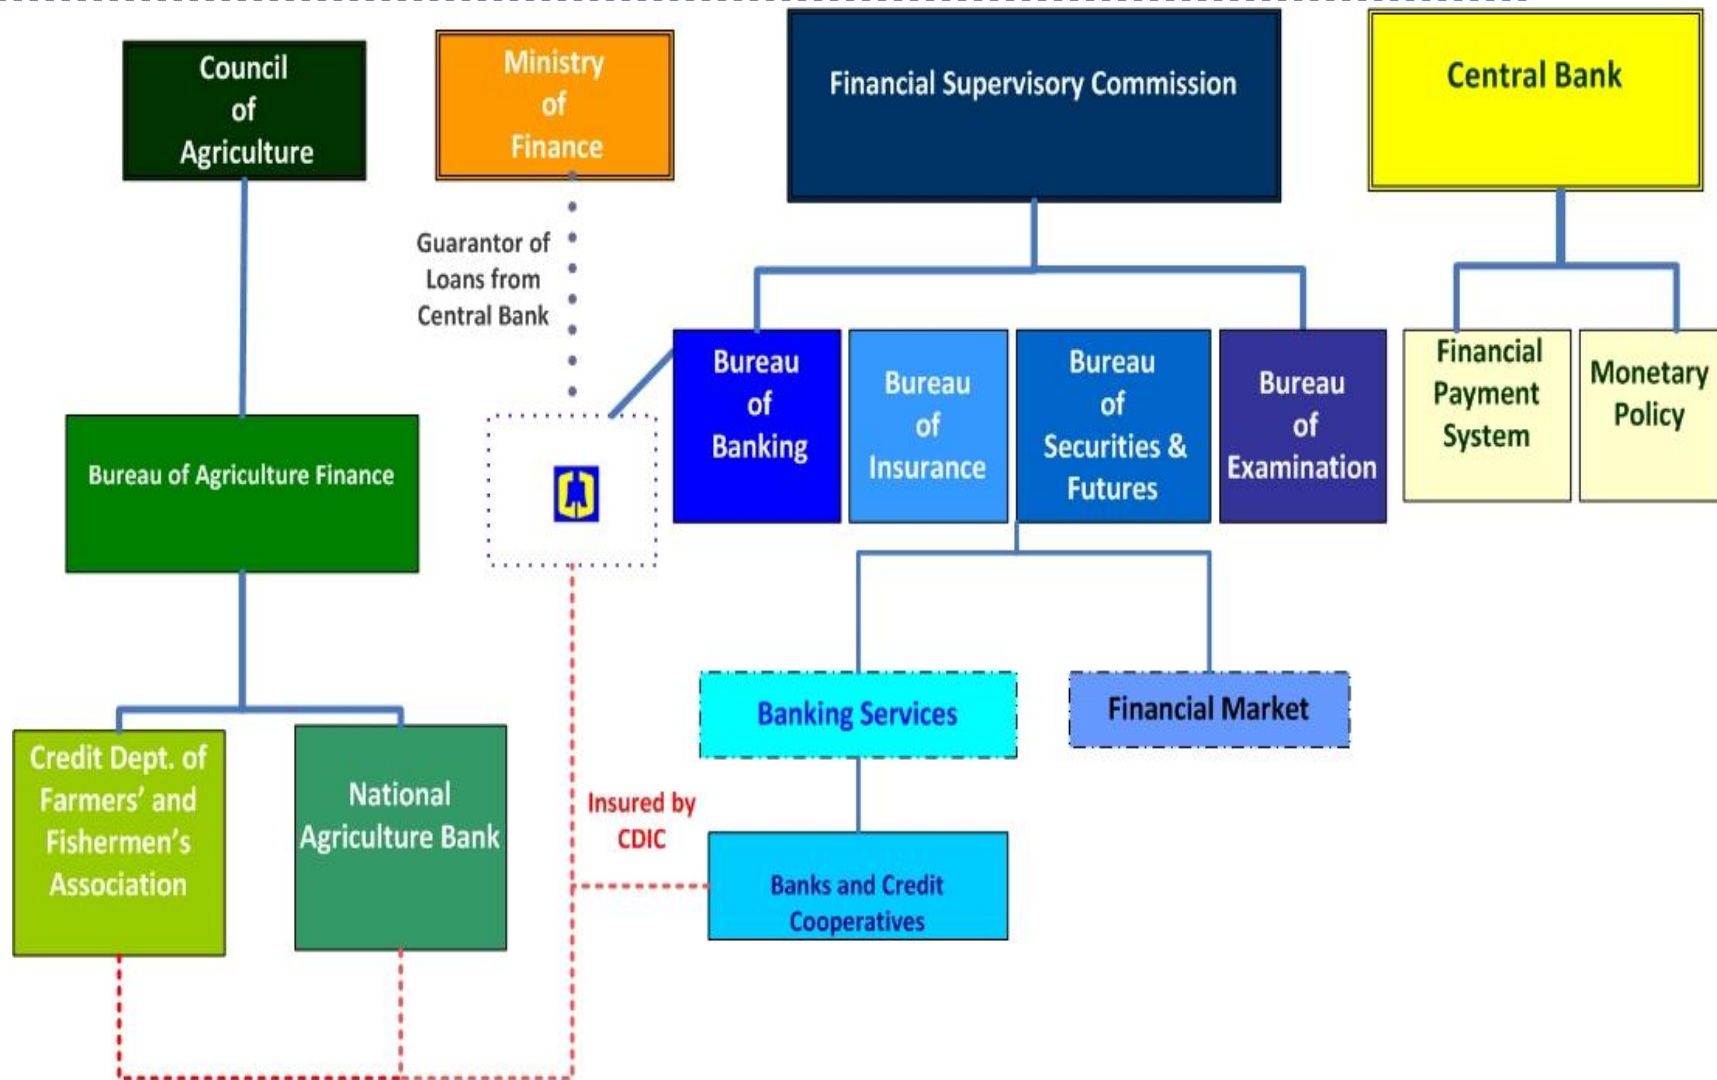 Council
of
Agriculture
Ministry
of
Finance
Financial Supervisory Commission
Central Bank
Guarantor of
Loans from
Central Bank
Bureau
of
Banking
Bureau
of
Insurance
Bureau
of
Securities &
Futures
Bureau
of
Examination
Financial
Payment
System
Monetary
Policy
Bureau of Agriculture Finance
Banking Services
Financial Market
Credit Dept. of
Farmers’ and
Fishermen’s
Association
National
Agriculture Bank
Insured by
CDIC
Banks and Credit
Cooperatives